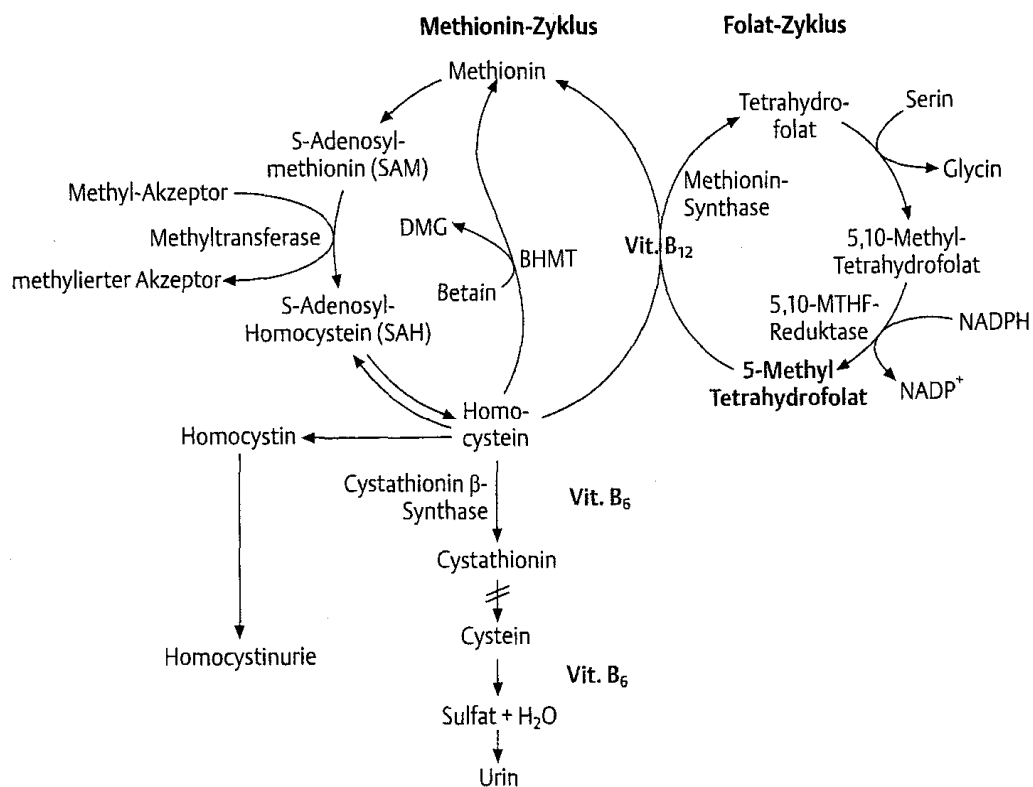 Methionin-Zyklus
Folat-Zyklus
Methionin
Tetrahydro-
folat
Serin
Glycin
S-Adenosyl-
methionin (SAM)
Methyl-Akzeptor
Methyltransferase
methylierter Akzeptor
Methionin-
Synthase
DMG
BHMT
Betain
Vit. B₁₂
5,10-Methyl-
Tetrahydrofolat
S-Adenosyl-
Homocystein (SAH)
5,10-MTHF-
Reduktase
NADPH
NADP⁺
5-Methyl
Tetrahydrofolat
Homo-
cystein
Homocystin
Cystathionin β-
Synthase
Vit. B₆
Cystathionin
Cystein
Homocystinurie
Vit. B₆
Sulfat + H₂O
Urin